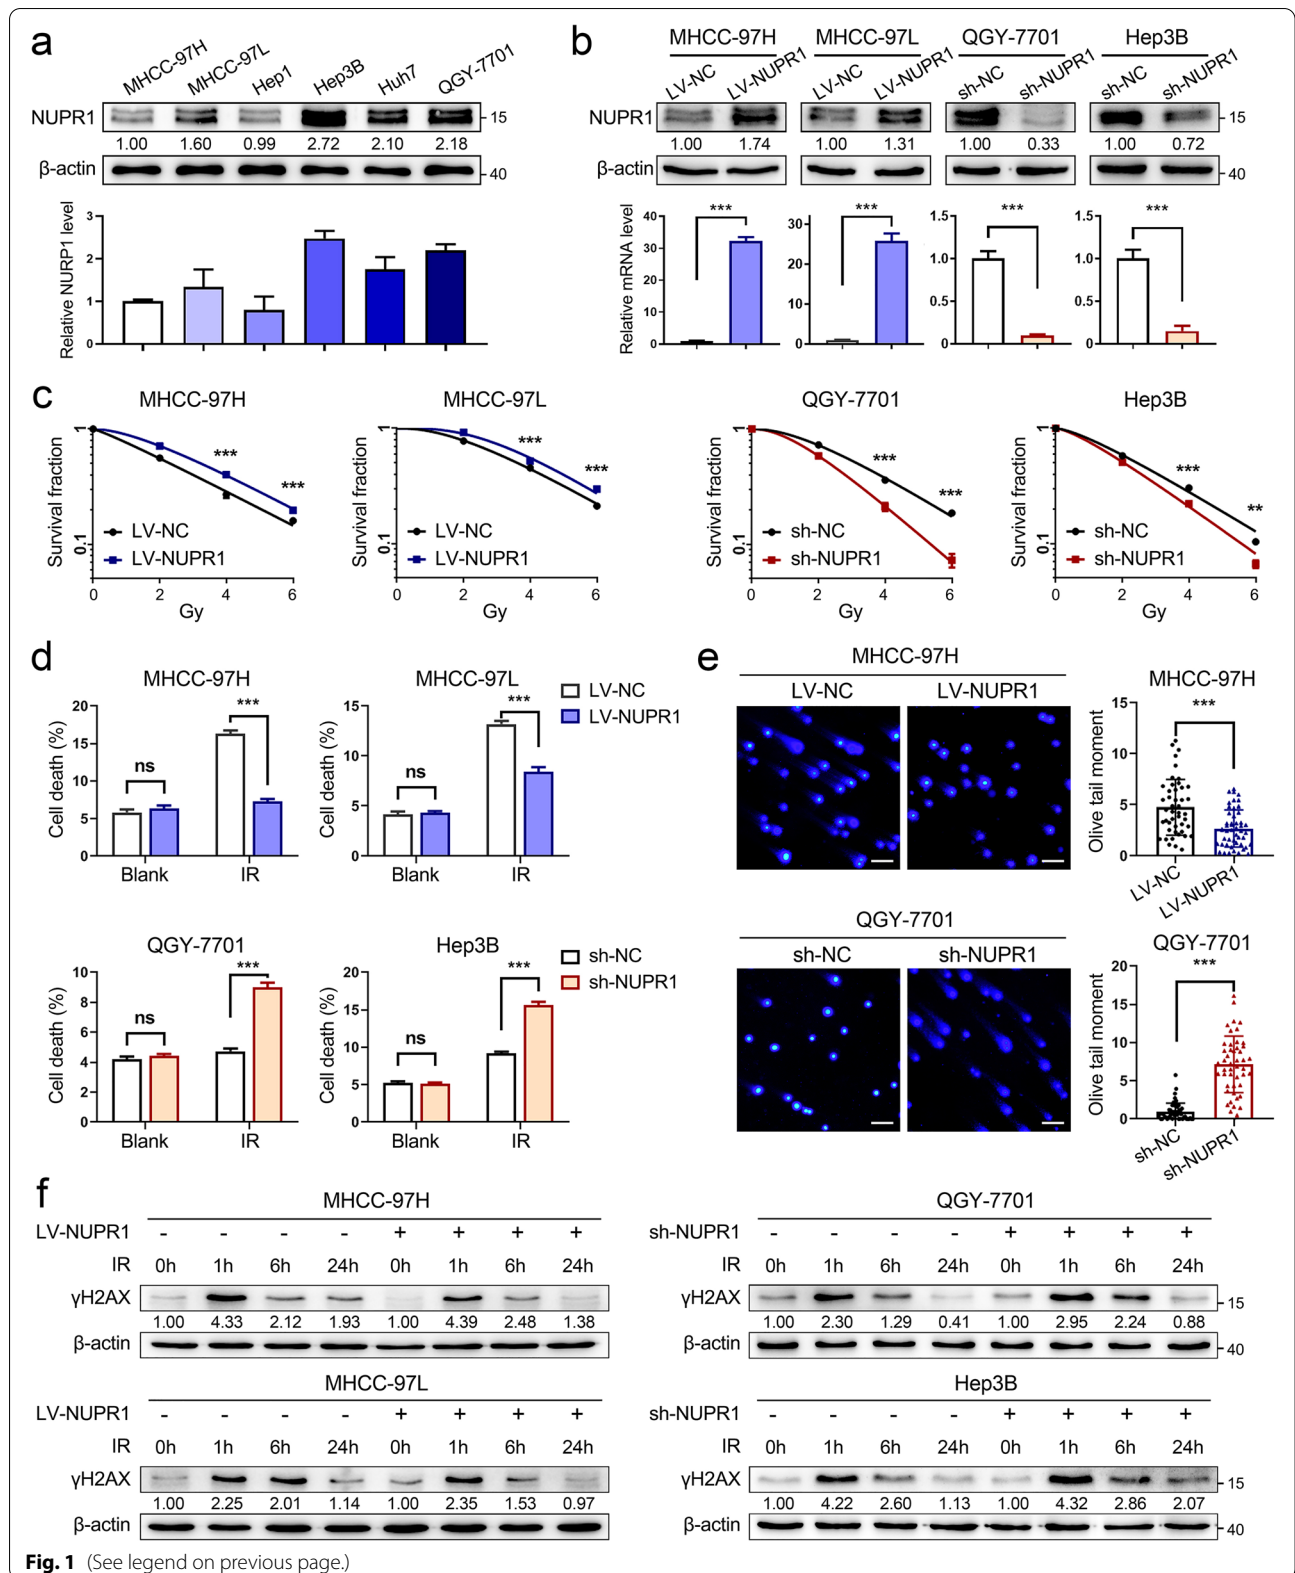 a
MHCC-97H MHCC-97L Hep1 Hep3B Huh7 QGY-7701
NUPR1 15
1.00 1.60 0.99 2.72 2.10 2.18
β-actin 40
Relative NURP1 level
3
2
1
0
b
MHCC-97H MHCC-97L QGY-7701 Hep3B
LV-NC LV-NUPR1 LV-NC LV-NUPR1 sh-NC sh-NUPR1 sh-NC sh-NUPR1
NUPR1 15
1.00 1.74 1.00 1.31 1.00 0.33 1.00 0.72
β-actin 40
Relative mRNA level
40 30 20 10 0
***
30 20 10 0
***
1.5 1.0 0.5 0.0
***
1.5 1.0 0.5 0.0
***
c
MHCC-97H
Survival fraction
1
0.1
*** ***
LV-NC
LV-NUPR1
0 2 4 6
Gy
MHCC-97L
Survival fraction
1
0.1
*** ***
LV-NC
LV-NUPR1
0 2 4 6
Gy
QGY-7701
Survival fraction
1
0.1
*** ***
sh-NC
sh-NUPR1
0 2 4 6
Gy
Hep3B
Survival fraction
1
0.1
*** **
sh-NC
sh-NUPR1
0 2 4 6
Gy
d
MHCC-97H
Cell death (%)
20 15 10 5 0
ns ***
Blank IR
MHCC-97L
Cell death (%)
15 10 5 0
ns ***
Blank IR
LV-NC
LV-NUPR1
QGY-7701
Cell death (%)
10 8 6 4 2 0
ns ***
Blank IR
Hep3B
Cell death (%)
20 15 10 5 0
ns ***
Blank IR
sh-NC
sh-NUPR1
e
MHCC-97H
LV-NC LV-NUPR1
MHCC-97H
Olive tail moment
15 10 5 0
***
LV-NC LV-NUPR1
QGY-7701
sh-NC sh-NUPR1
QGY-7701
Olive tail moment
20 15 10 5 0
***
sh-NC sh-NUPR1
f
MHCC-97H
LV-NUPR1 - - - - + + + +
IR 0h 1h 6h 24h 0h 1h 6h 24h
γH2AX
1.00 4.33 2.12 1.93 1.00 4.39 2.48 1.38
β-actin
QGY-7701
sh-NUPR1 - - - - + + + +
IR 0h 1h 6h 24h 0h 1h 6h 24h
γH2AX 15
1.00 2.30 1.29 0.41 1.00 2.95 2.24 0.88
β-actin 40
MHCC-97L
LV-NUPR1 - - - - + + + +
IR 0h 1h 6h 24h 0h 1h 6h 24h
γH2AX
1.00 2.25 2.01 1.14 1.00 2.35 1.53 0.97
β-actin
Hep3B
sh-NUPR1 - - - - + + + +
IR 0h 1h 6h 24h 0h 1h 6h 24h
γH2AX 15
1.00 4.22 2.60 1.13 1.00 4.32 2.86 2.07
β-actin 40
Fig. 1 (See legend on previous page.)